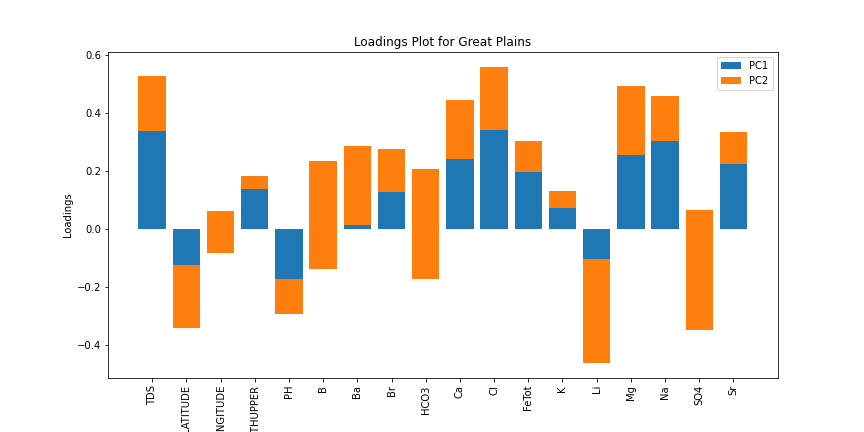 Loadings Plot for Great Plains
PC1
PC2
Loadings
0.6
0.4
0.2
0.0
−0.2
−0.4
TDS
LATITUDE
NGITUDE
THUPPER
PH
B
Ba
Br
HCO3
Ca
Cl
FeTot
K
Li
Mg
Na
SO4
Sr